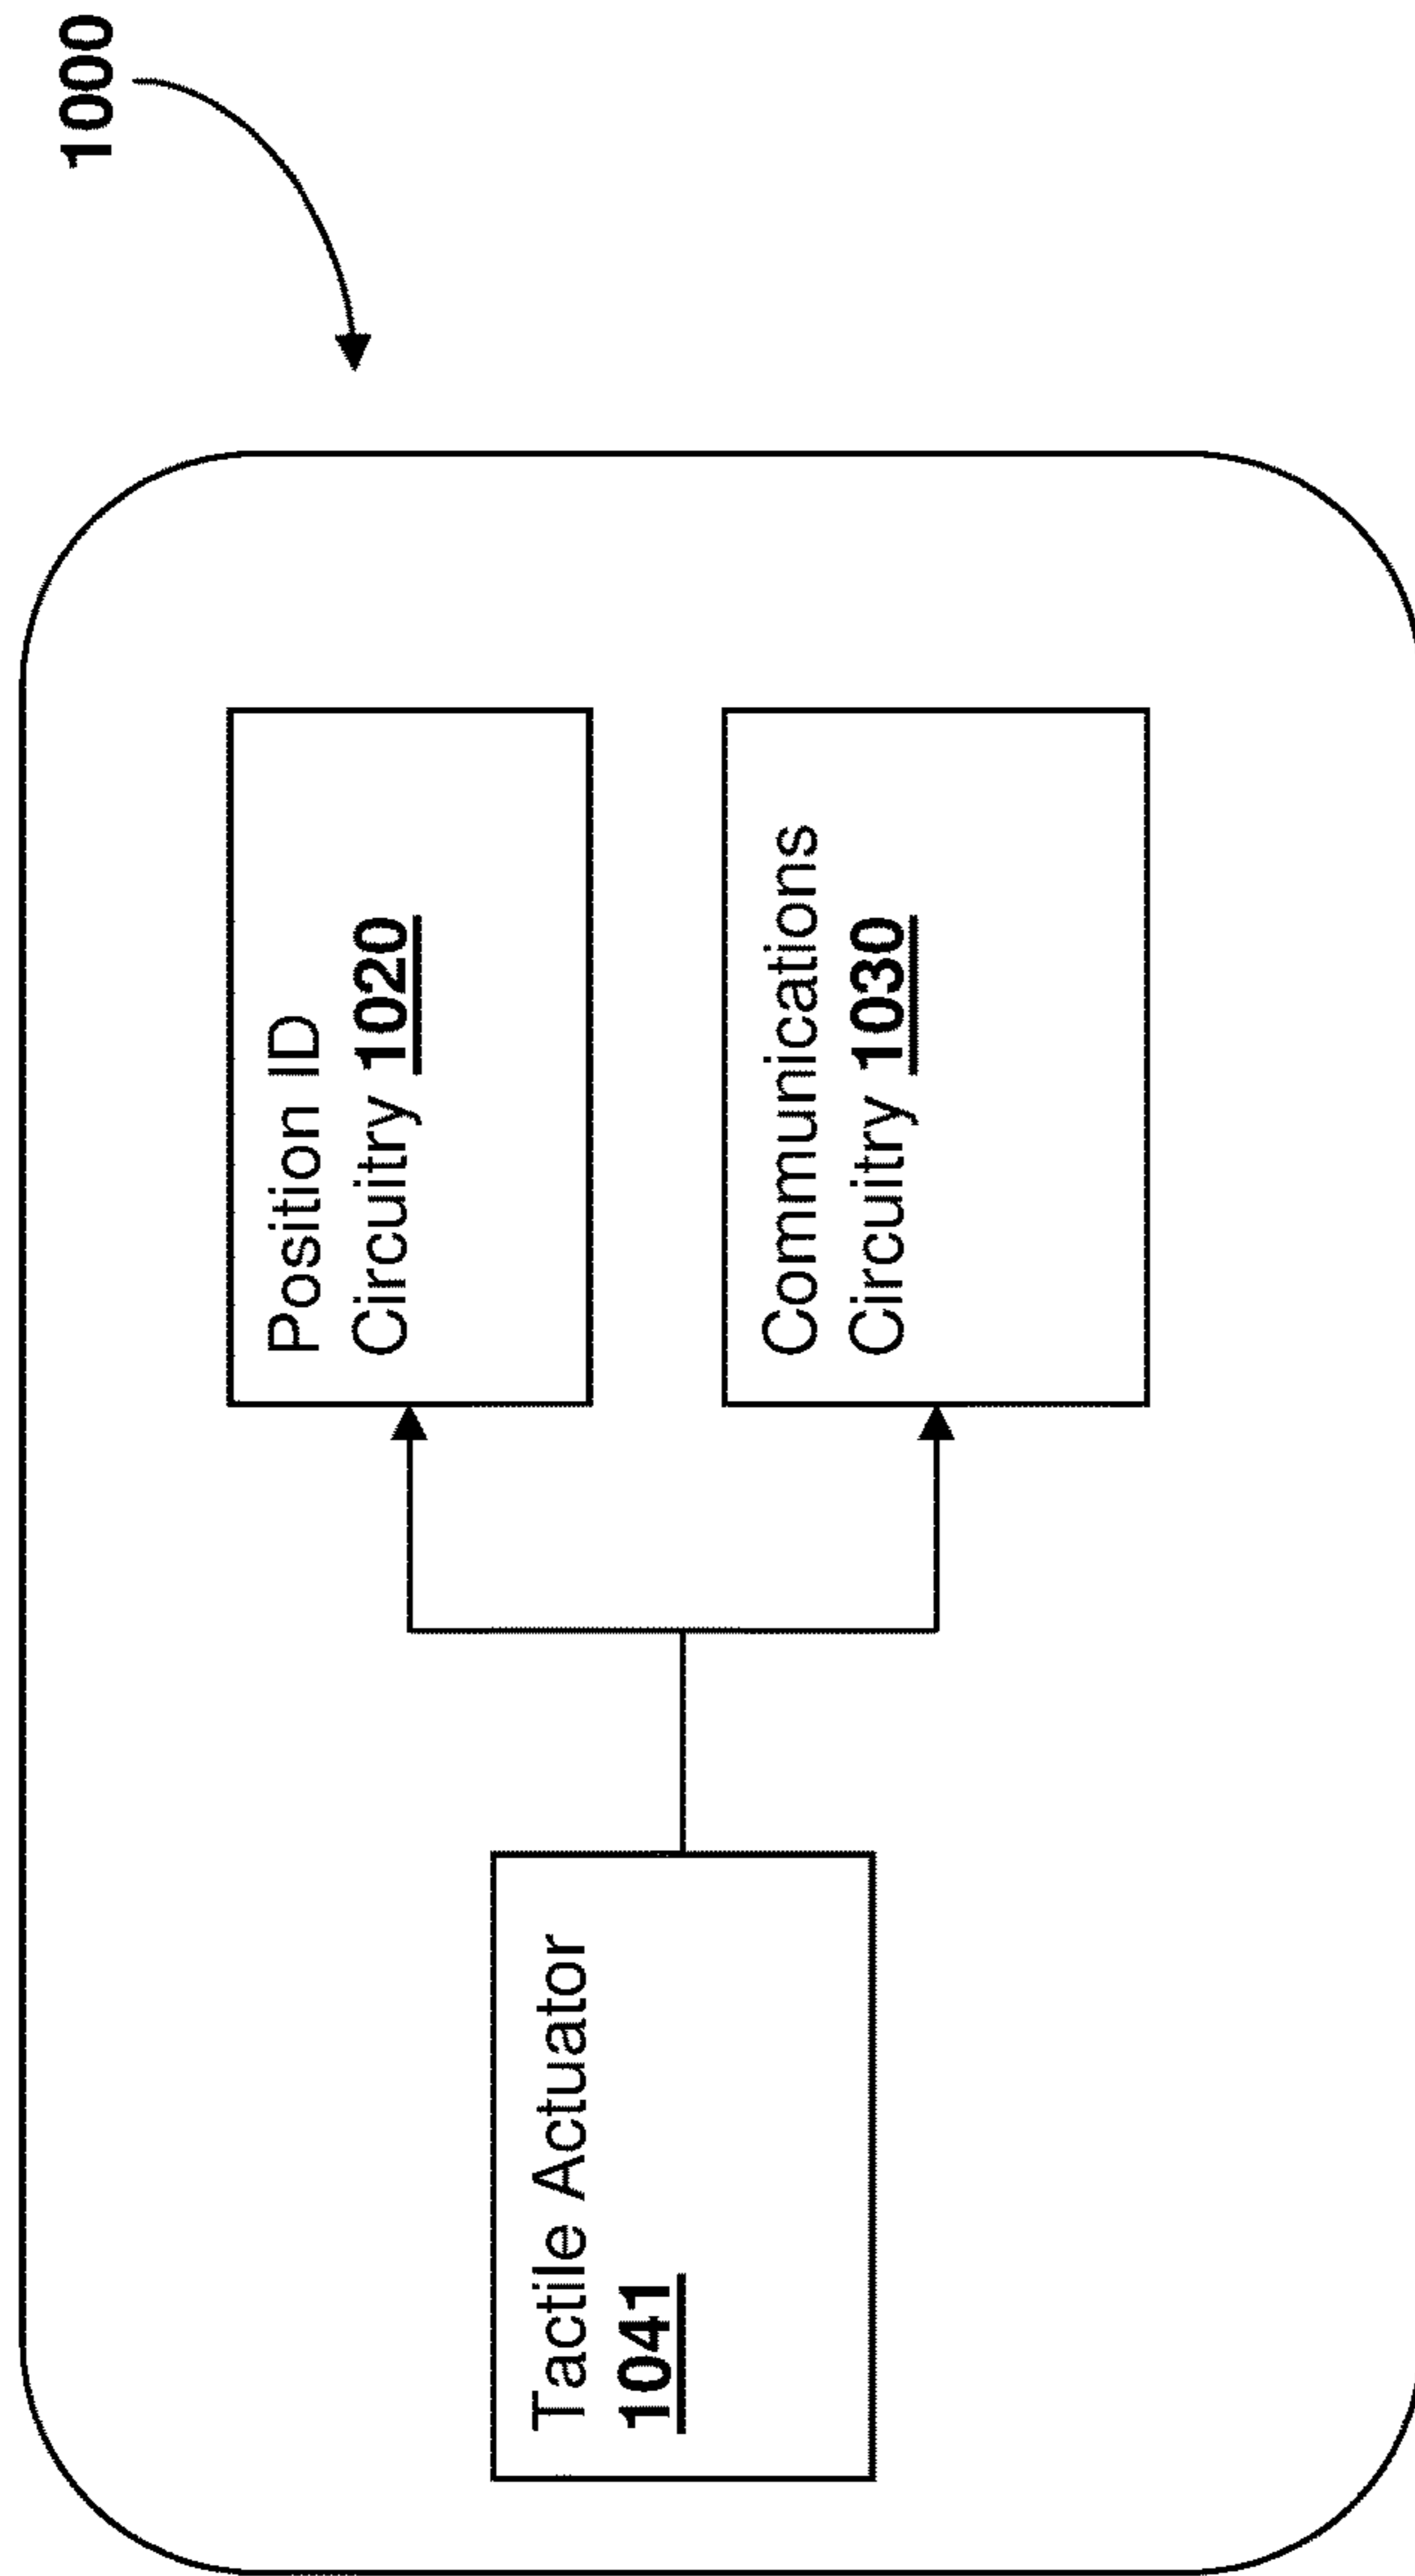 1000
Position ID
Circuitry 1020
Communications
Circuitry 1030
Tactile Actuator
1041